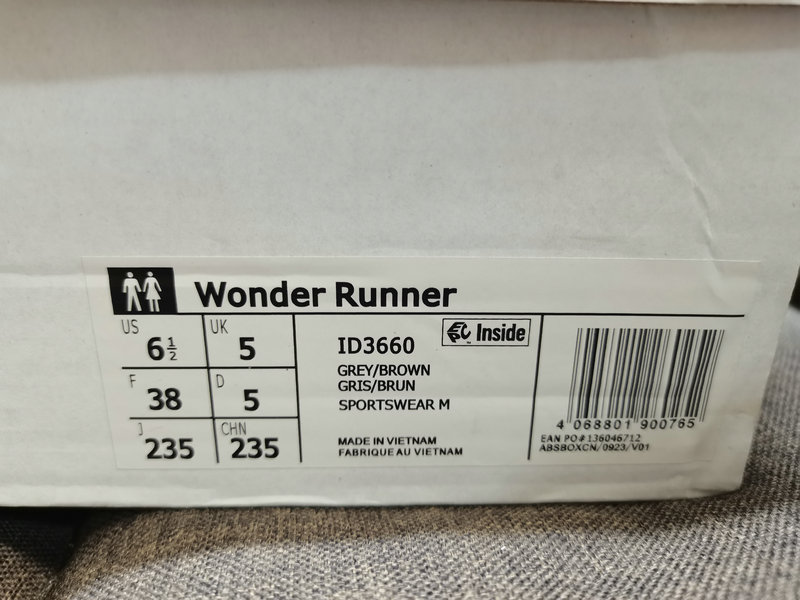 Wonder Runner
US 6½ UK 5
F 38 D 5
J 235 CHN 235
Inside
ID3660
GREY/BROWN
GRIS/BRUN
SPORTSWEAR M
MADE IN VIETNAM
FABRIQUE AU VIETNAM
4 068801 900765
EAN PO# 136046712
ABSBOXCN/0923/V01